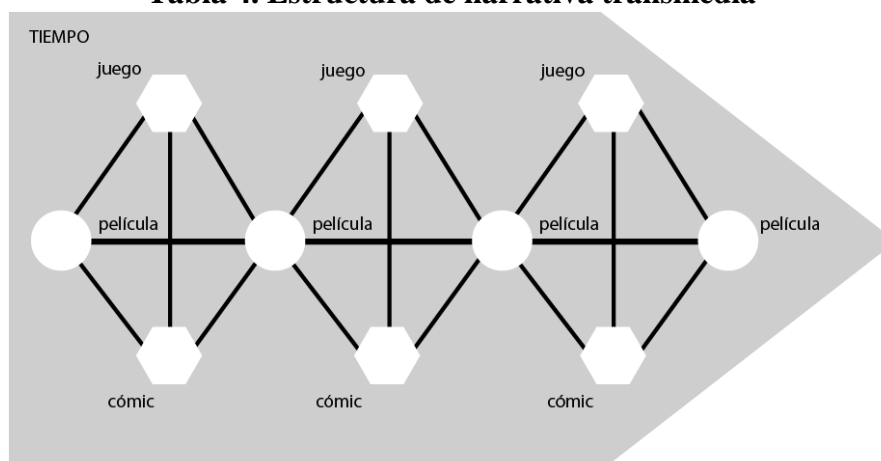 Tabla 4. Estructura de narrativa transmedia
TIEMPO
juego
juego
juego
película
película
película
película
cómic
cómic
cómic